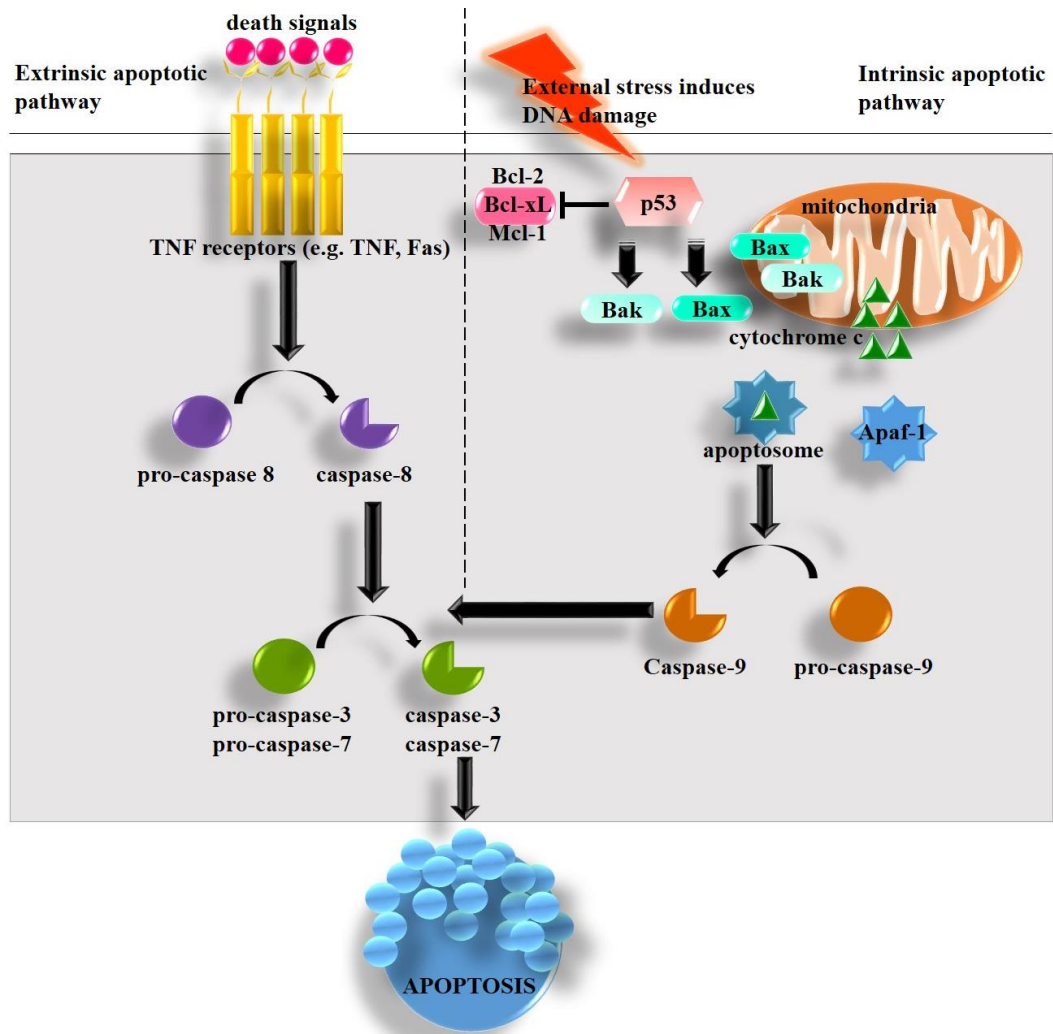 death signals
Extrinsic apoptotic
pathway
External stress induces
DNA damage
Intrinsic apoptotic
pathway
Bcl-2
Bcl-xL
Mcl-1
p53
mitochondria
Bax
Bak
TNF receptors (e.g. TNF, Fas)
Bak
Bax
cytochrome c
pro-caspase 8
caspase-8
apoptosome
Apaf-1
Caspase-9
pro-caspase-9
pro-caspase-3
pro-caspase-7
caspase-3
caspase-7
APOPTOSIS